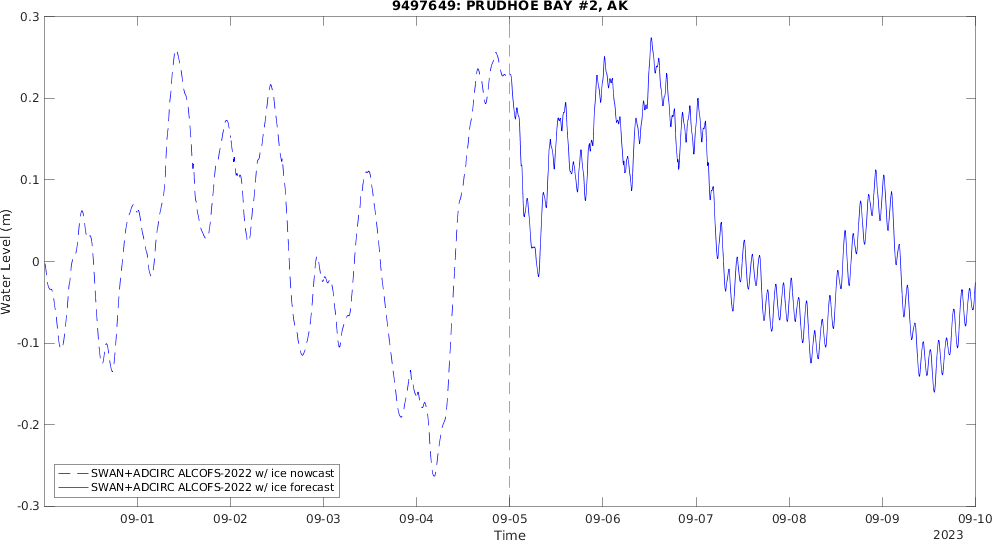 9497649: PRUDHOE BAY #2, AK
0.3
0.2
0.1
0
-0.1
-0.2
-0.3
Water Level (m)
SWAN+ADCIRC ALCOFS-2022 w/ ice nowcast
SWAN+ADCIRC ALCOFS-2022 w/ ice forecast
09-01 09-02 09-03 09-04 09-05 09-06 09-07 09-08 09-09 09-10
Time
2023